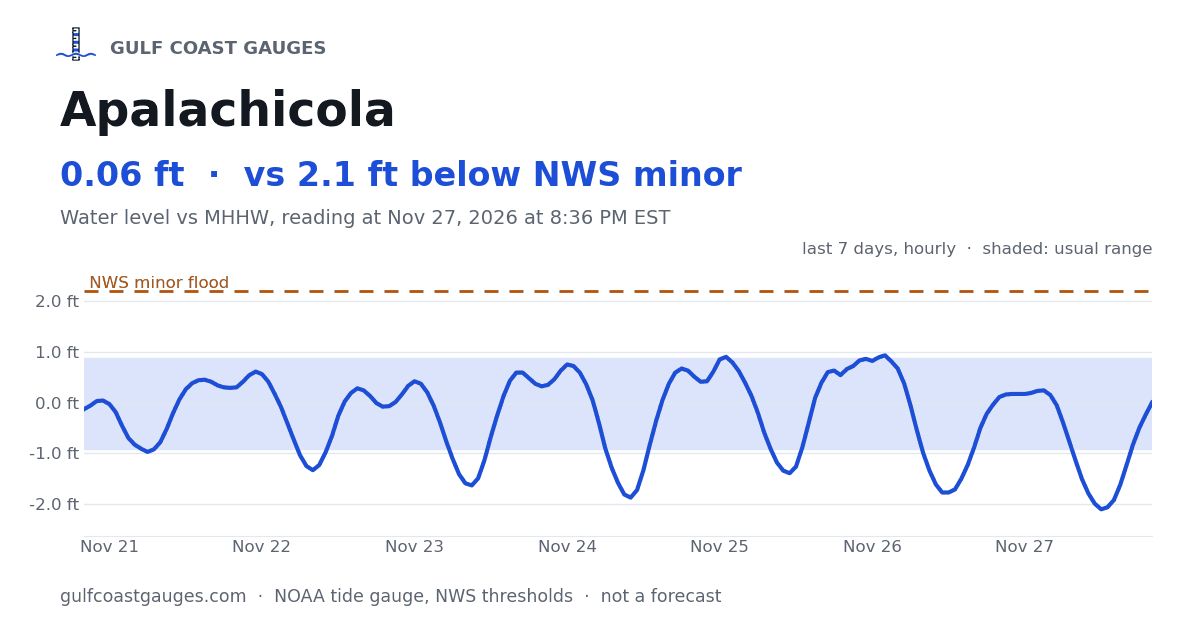 GULF COAST GAUGES
Apalachicola
0.06 ft · vs 2.1 ft below NWS minor
Water level vs MHHW, reading at Nov 27, 2026 at 8:36 PM EST
last 7 days, hourly · shaded: usual range
NWS minor flood
2.0 ft
1.0 ft
0.0 ft
-1.0 ft
-2.0 ft
Nov 21 Nov 22 Nov 23 Nov 24 Nov 25 Nov 26 Nov 27
gulfcoastgauges.com · NOAA tide gauge, NWS thresholds · not a forecast